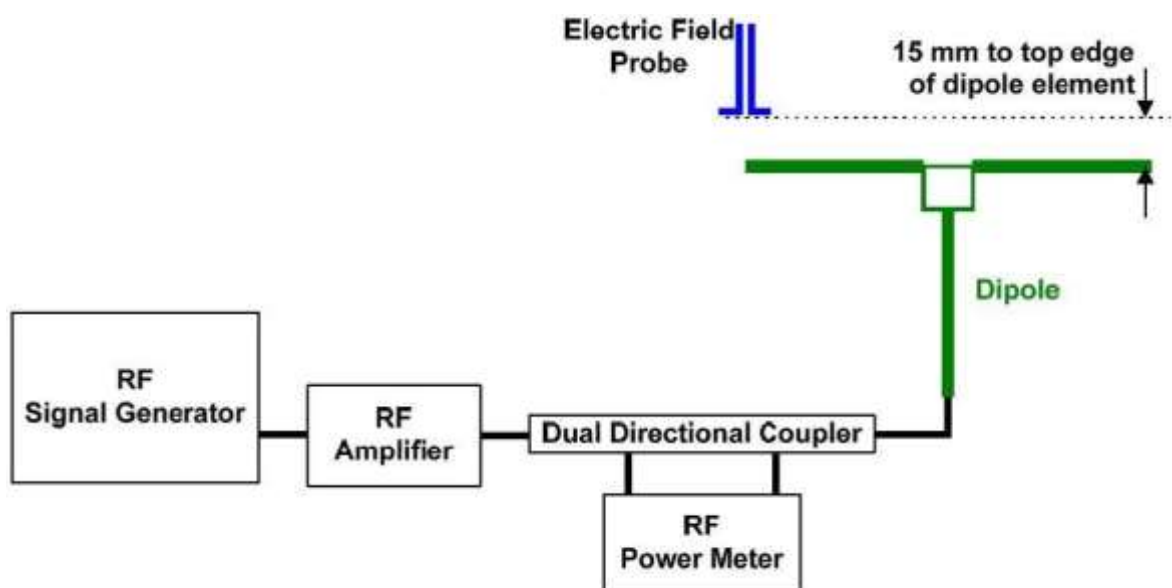 Electric Field
Probe
15 mm to top edge
of dipole element
Dipole
RF
Signal Generator
RF
Amplifier
Dual Directional Coupler
RF
Power Meter